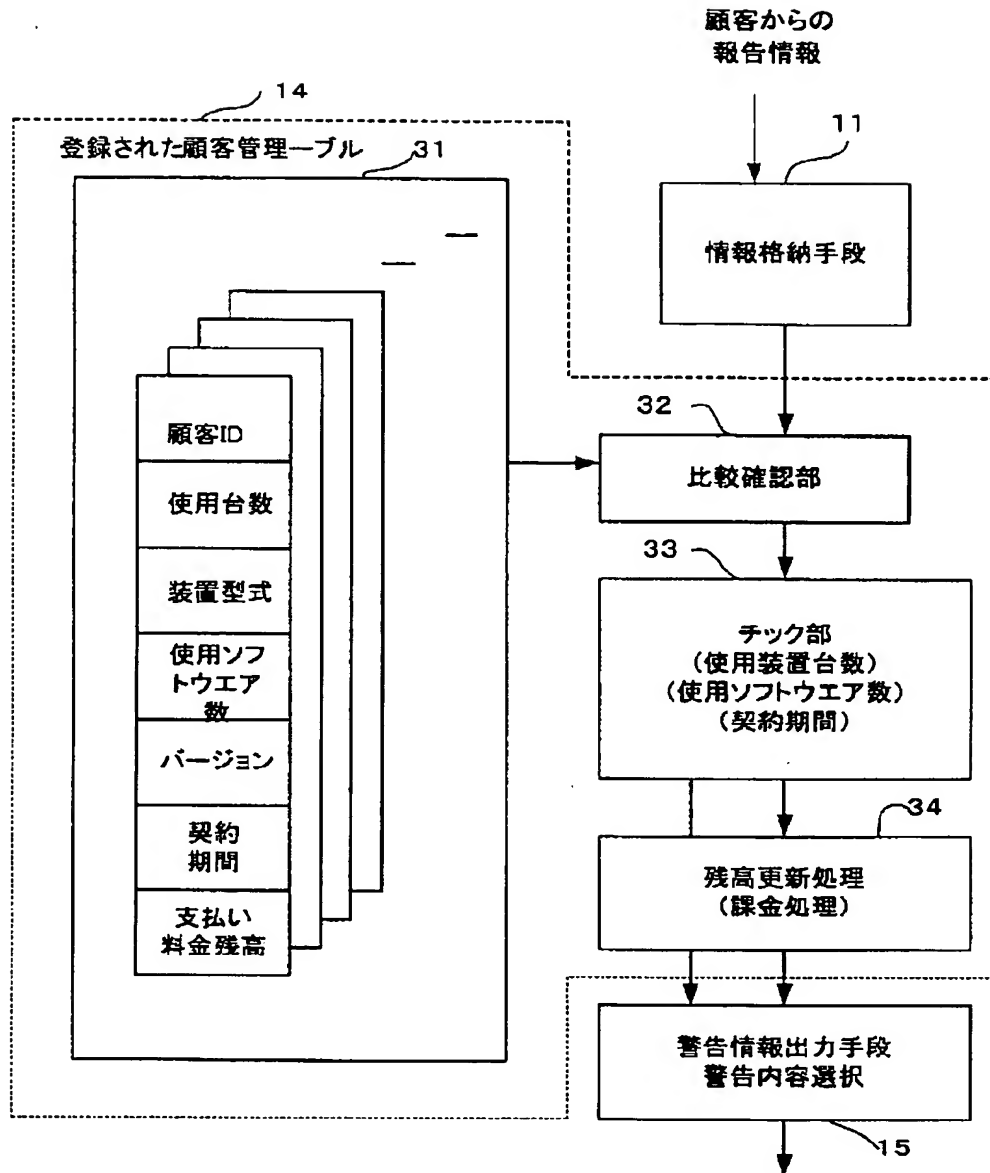 顧客からの
報告情報
14
登録された顧客管理ーブル
31
11
情報格納手段
顧客ID
使用台数
装置型式
使用ソフ
トウエア
数
バージョン
契約
期間
支払い
料金残高
32
比較確認部
33
チック部
(使用装置台数)
(使用ソフトウエア数)
(契約期間)
34
残高更新処理
(課金処理)
警告情報出力手段
警告内容選択
15